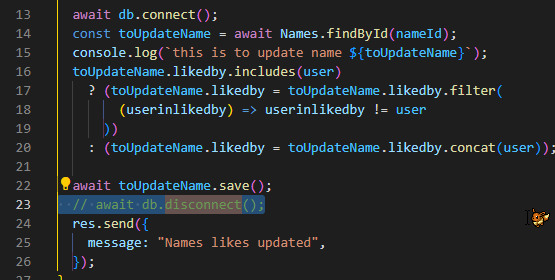 13 await db.connect();
14 const toUpdateName = await Names.findById(nameId);
15 console.log(`this is to update name ${toUpdateName}`);
16 toUpdateName.likedby.includes(user)
17 ? (toUpdateName.likedby = toUpdateName.likedby.filter(
18 (userinlikedby) => userinlikedby != user
19 ))
20 : (toUpdateName.likedby = toUpdateName.likedby.concat(user));
21
22 await toUpdateName.save();
23 // await db.disconnect();
24 res.send({
25 message: "Names likes updated",
26 });
27 }